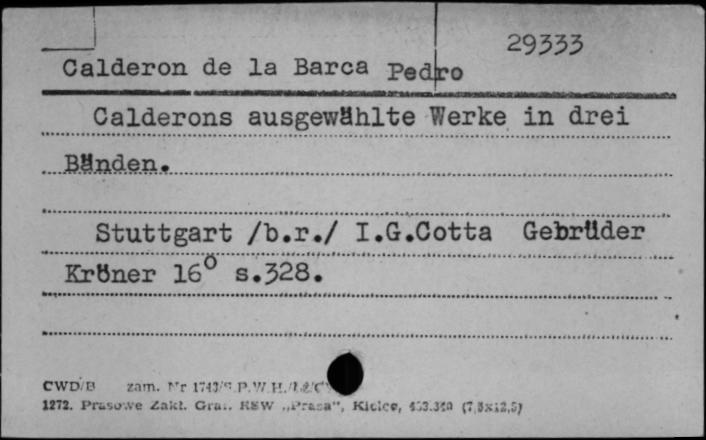 29333
Calderon de la Barca Pedro
Calderons ausgewählte Werke in drei
Bänden.
Stuttgart /b.r./ I.G.Cotta Gebrüder
Kröner 16° s.328.
CWD/B zam. Nr 1743/
1272. Prasowe Zakł. Graf. RSW „Prasa", Kielce,